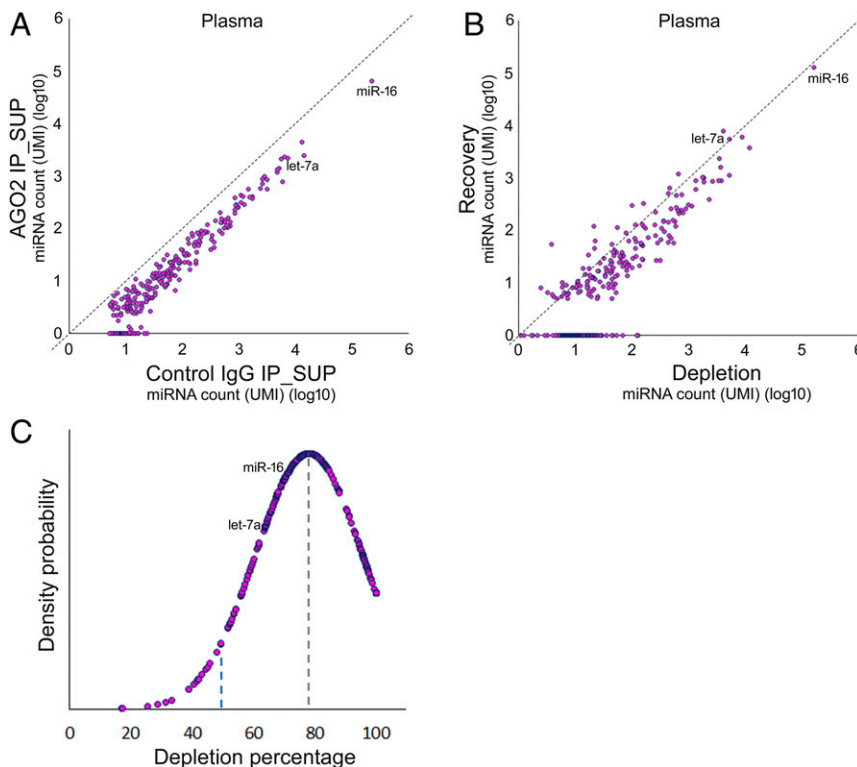 A
Plasma
AGO2 IP_SUP
miRNA count (UMI) (log10)
6
5
4
3
2
1
0
miR-16
let-7a
0 1 2 3 4 5 6
Control IgG IP_SUP
miRNA count (UMI) (log10)
B
Plasma
Recovery
miRNA count (UMI) (log10)
6
5
4
3
2
1
0
miR-16
let-7a
0 1 2 3 4 5 6
Depletion
miRNA count (UMI) (log10)
C
Density probability
miR-16
let-7a
0 20 40 60 80 100
Depletion percentage